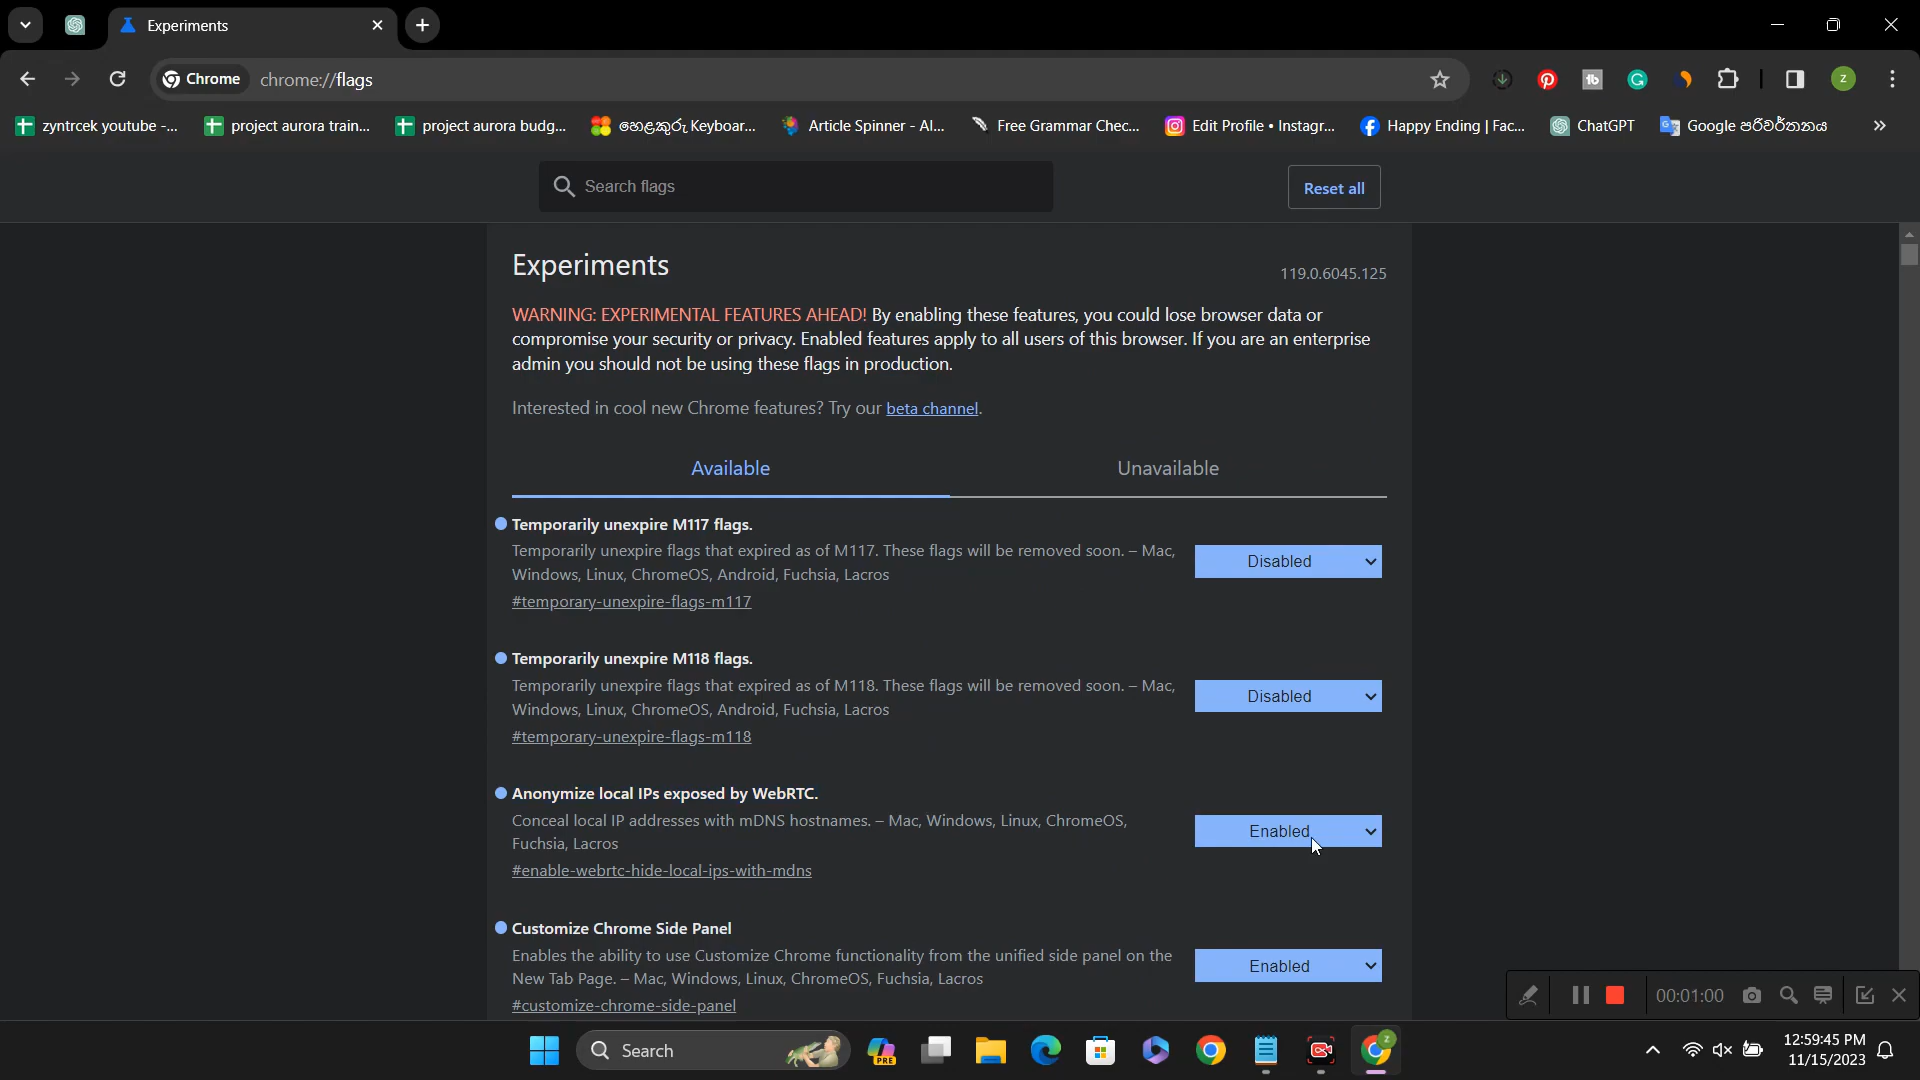 Experiments
Chrome
chrome://flags
z
zyntrcek youtube -...
project aurora train...
project aurora budg...
හෙළකුරු Keyboar...
Article Spinner - Al...
Free Grammar Chec...
Edit Profile • Instagr...
Happy Ending | Fac...
ChatGPT
Google පරිවර්තනය
Search flags
Reset all
Experiments
119.0.6045.125
WARNING: EXPERIMENTAL FEATURES AHEAD! By enabling these features, you could lose browser data or
compromise your security or privacy. Enabled features apply to all users of this browser. If you are an enterprise
admin you should not be using these flags in production.
Interested in cool new Chrome features? Try our beta channel.
Available
Unavailable
Temporarily unexpire M117 flags.
Temporarily unexpire flags that expired as of M117. These flags will be removed soon. – Mac,
Windows, Linux, ChromeOS, Android, Fuchsia, Lacros
#temporary-unexpire-flags-m117
Disabled
Temporarily unexpire M118 flags.
Temporarily unexpire flags that expired as of M118. These flags will be removed soon. – Mac,
Windows, Linux, ChromeOS, Android, Fuchsia, Lacros
#temporary-unexpire-flags-m118
Disabled
Anonymize local IPs exposed by WebRTC.
Conceal local IP addresses with mDNS hostnames. – Mac, Windows, Linux, ChromeOS,
Fuchsia, Lacros
#enable-webrtc-hide-local-ips-with-mdns
Enabled
Customize Chrome Side Panel
Enables the ability to use Customize Chrome functionality from the unified side panel on the
New Tab Page. – Mac, Windows, Linux, ChromeOS, Fuchsia, Lacros
#customize-chrome-side-panel
Enabled
00:01:00
Search
PRE
z
12:59:45 PM
11/15/2023